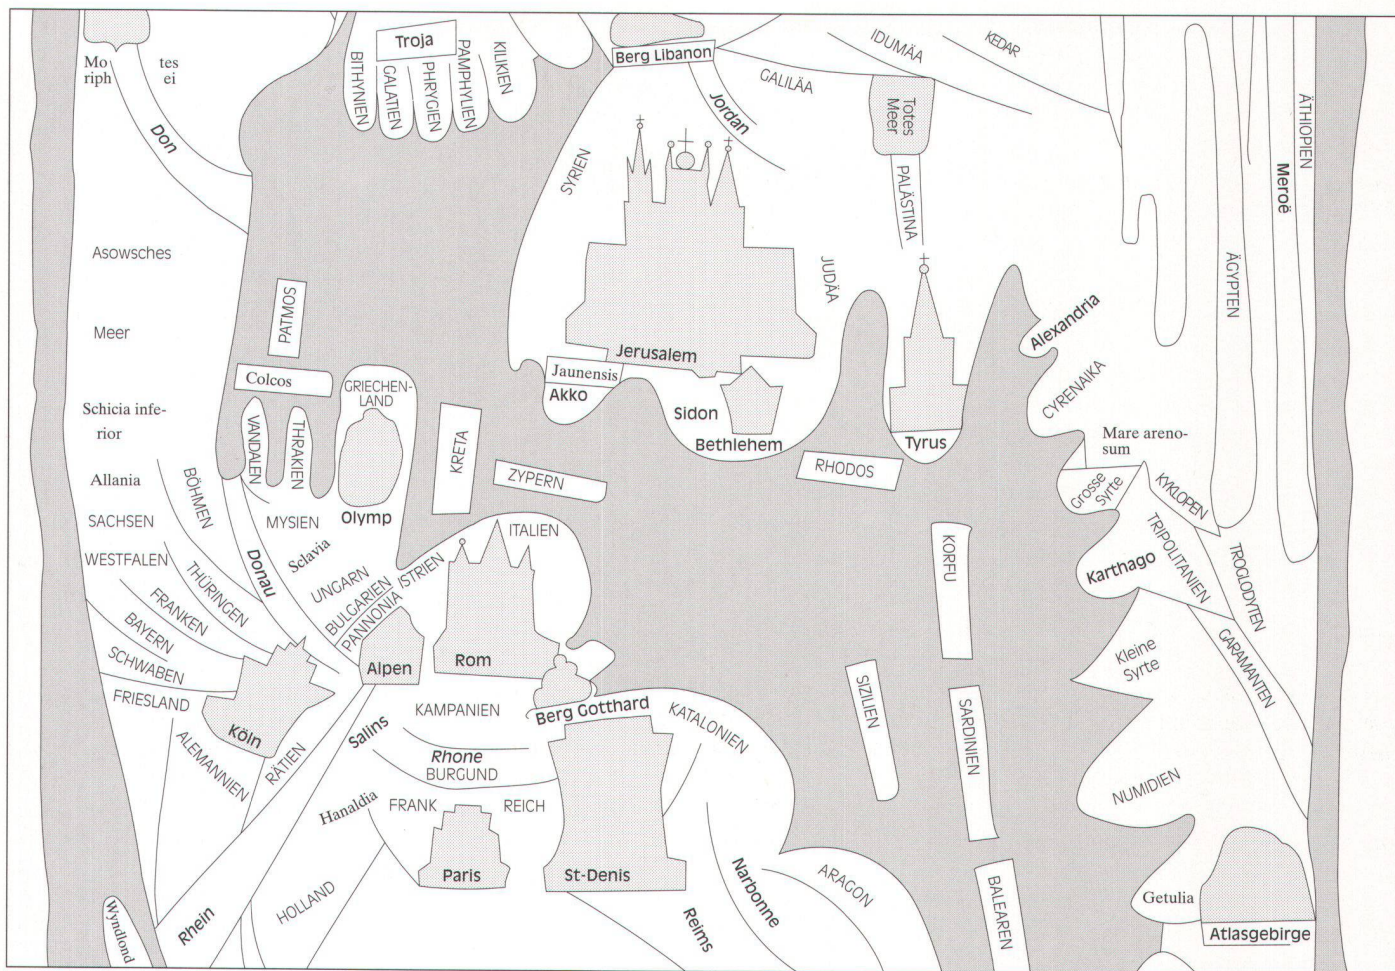 Mo tes
riph ei
Don
Troja
BITHYNIEN
GALATIEN
PHRYGIEN
PAMPHYLIEN
KILIKIEN
Berg Libanon
Jordan
GALILÄA
IDUMÄA
KEDAR
Totes
Meer
PALÄSTINA
SYRIEN
JUDÄA
ÄTHIOPIEN
Meroë
ÄGYPTEN
Asowsches
Meer
PATMOS
Colcos
GRIECHEN-
LAND
Jerusalem
Jaunensis
Akko
Sidon
Bethlehem
Tyrus
Alexandria
CYRENAIKA
Schicia infe-
rior
VANDALEN
THRAKIEN
KRETA
ZYPERN
RHODOS
Mare areno-
sum
Grosse
Syrte
KYKLOPEN
Allania
BÖHMEN
SACHSEN
MYSIEN
Olymp
ITALIEN
KORFU
TRIPOLITANIEN
TROGLODYTEN
Karthago
WESTFALEN
THÜRINGEN
Donau
Sclavia
UNGARN
BULGARIEN
PANNONIA
ISTRIEN
FRANKEN
BAYERN
SCHWABEN
FRIESLAND
Köln
Alpen
Rom
Kleine
Syrte
GARAMANTEN
SIZILIEN
SARDINIEN
KAMPANIEN
Berg Gotthard
KATALONIEN
ALEMANNIEN
RÄTIEN
Salins
Rhone
BURGUND
Hanaldia
FRANK REICH
NUMIDIEN
Paris
St-Denis
Narbonne
ARAGON
BALEAREN
Getulia
Atlasgebirge
Wyndlond
Rhein
HOLLAND
Reims